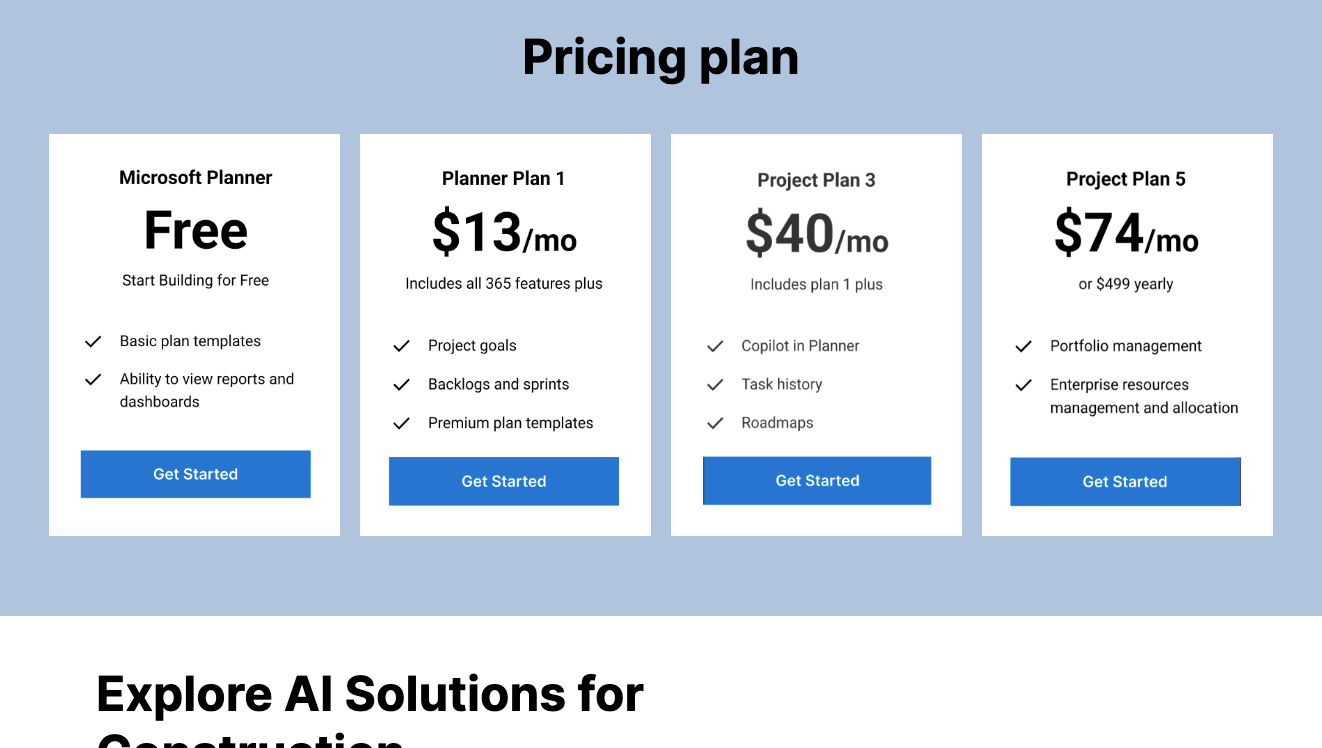 Pricing plan
Microsoft Planner
Free
Start Building for Free
Basic plan templates
Ability to view reports and
dashboards
Get Started
Planner Plan 1
$13/mo
Includes all 365 features plus
Project goals
Backlogs and sprints
Premium plan templates
Get Started
Project Plan 3
$40/mo
Includes plan 1 plus
Copilot in Planner
Task history
Roadmaps
Get Started
Project Plan 5
$74/mo
or $499 yearly
Portfolio management
Enterprise resources
management and allocation
Get Started
Explore AI Solutions for
Construction